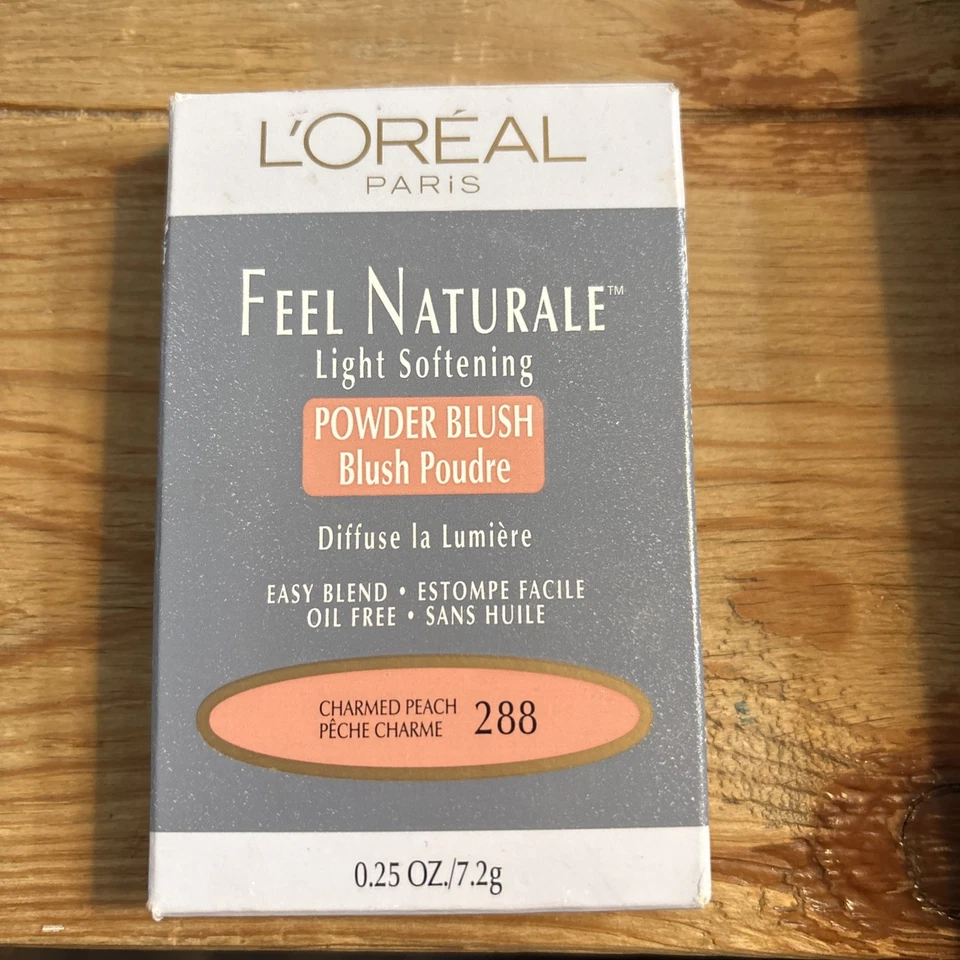 L'ORÉAL
PARiS
FEEL NATURALE™
Light Softening
POWDER BLUSH
Blush Poudre
Diffuse la Lumière
EASY BLEND • ESTOMPE FACILE
OIL FREE • SANS HUILE
CHARMED PEACH
PÊCHE CHARME
288
0.25 OZ./7.2g